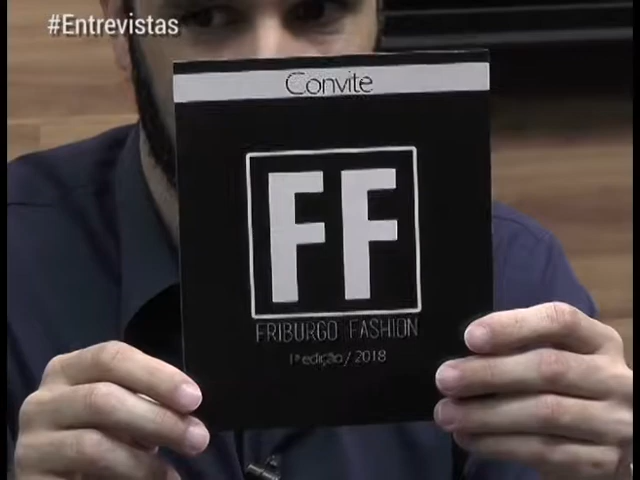 #Entrevistas
Convite
FF
FRIBURGO FASHION
1ª edição / 2018